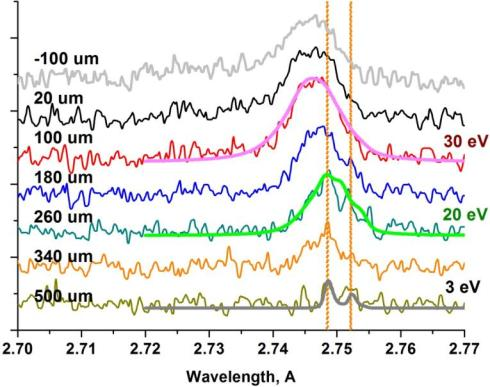 -100 um
20 um
100 um
30 eV
180 um
260 um
20 eV
340 um
500 um
3 eV
2.70 2.71 2.72 2.73 2.74 2.75 2.76 2.77
Wavelength, A